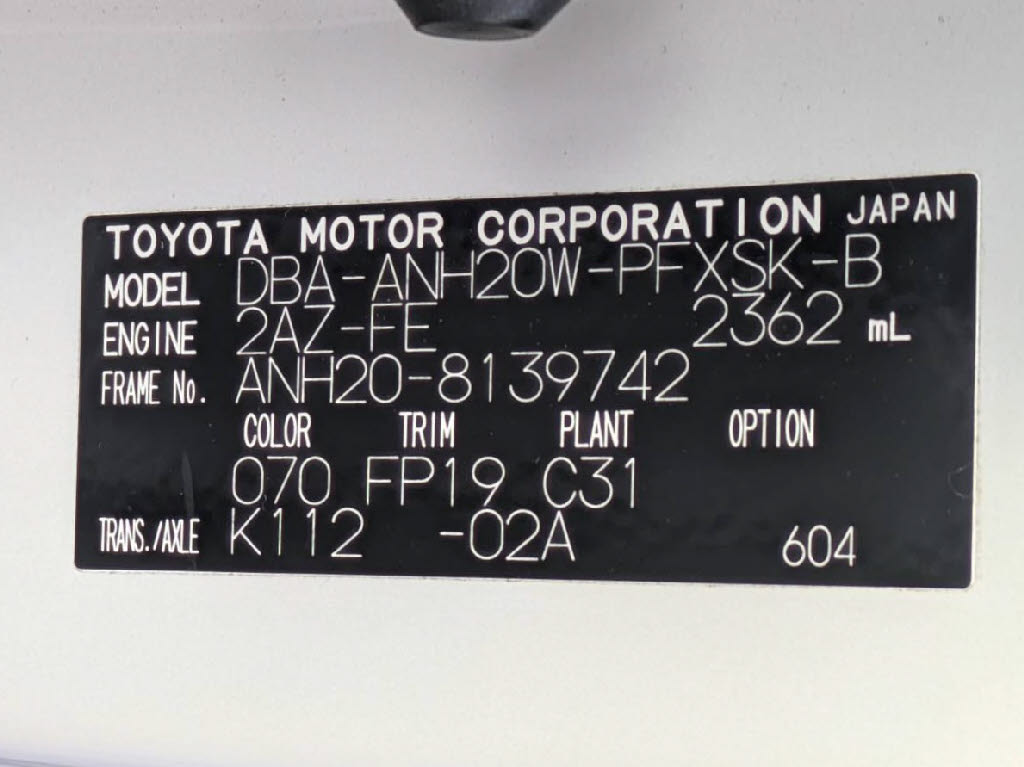 TOYOTA MOTOR CORPORATION JAPAN
MODEL DBA-ANH20W-PFXSK-B
ENGINE 2AZ-FE 2362 mL
FRAME No. ANH20-8139742
COLOR TRIM PLANT OPTION
070 FP19 C31
TRANS./AXLE K112 -02A 604